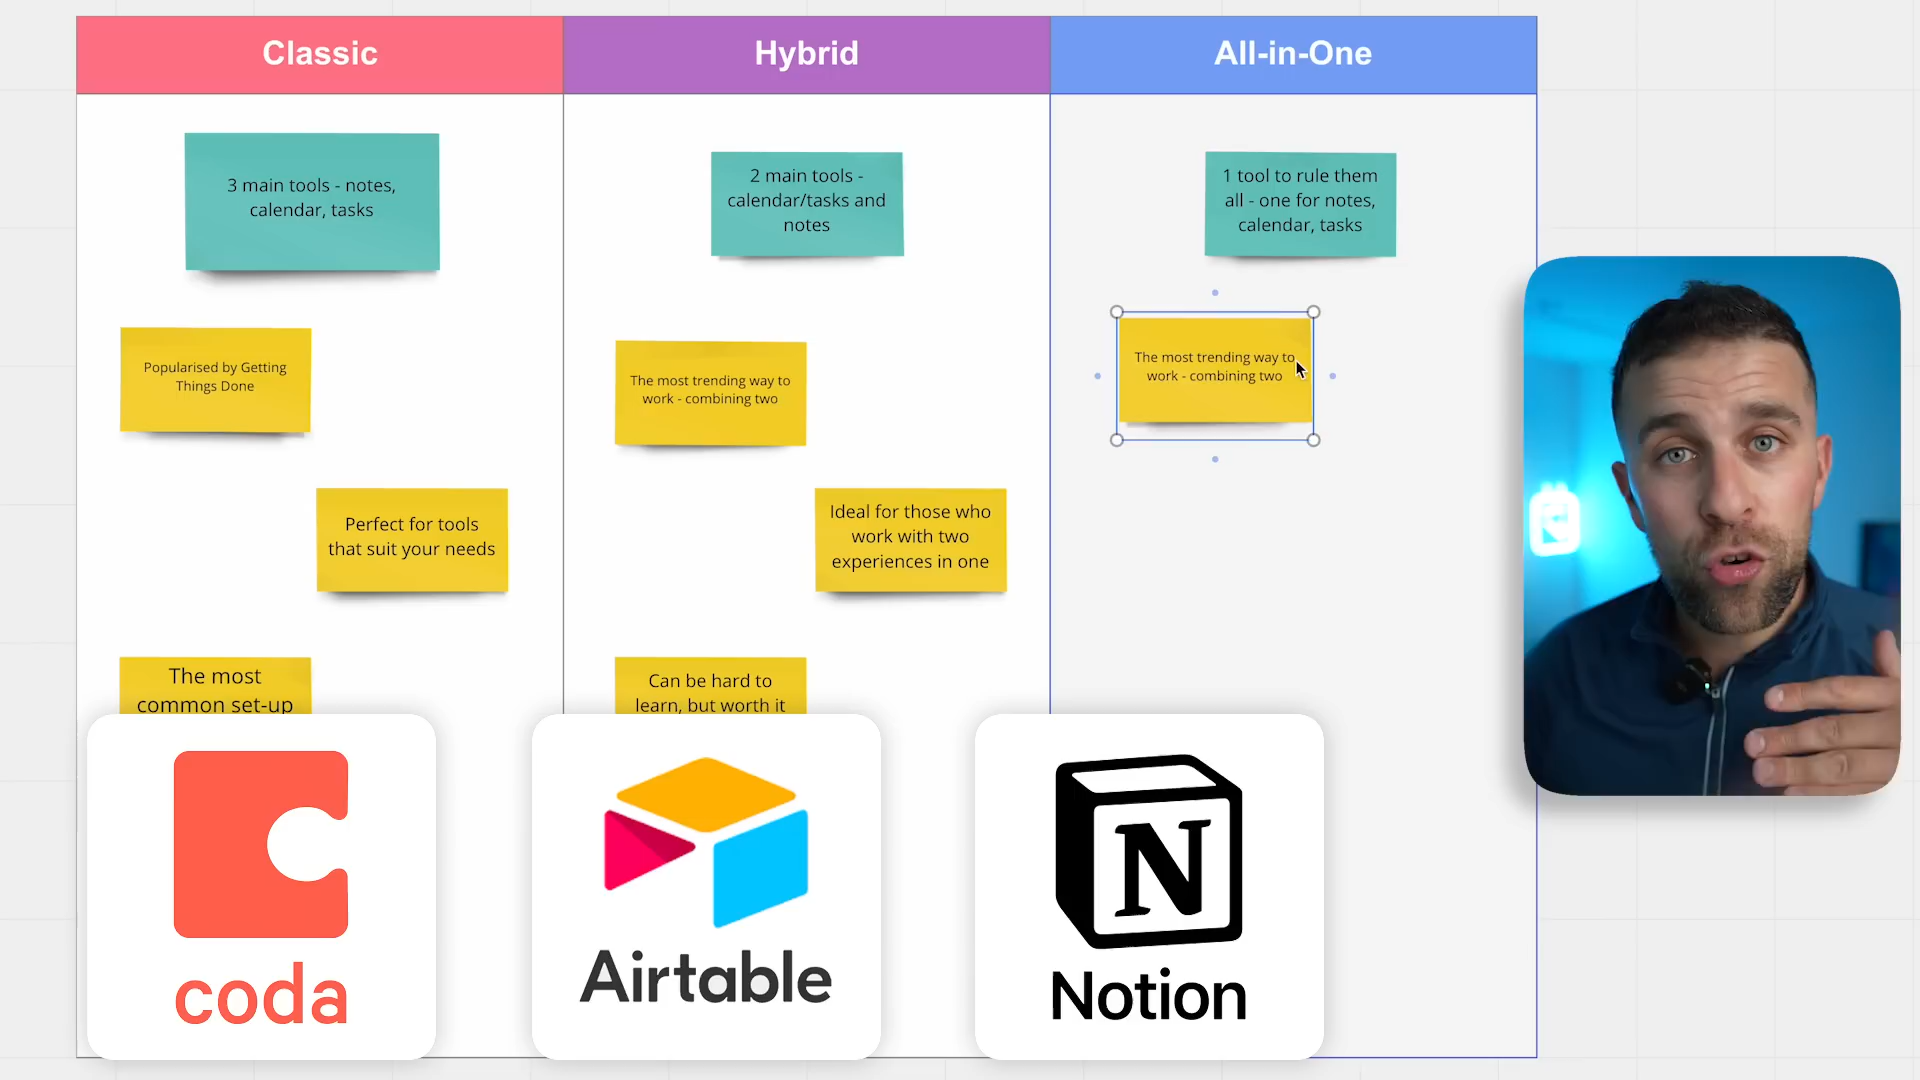 Classic
Hybrid
All-in-One
3 main tools - notes,
calendar, tasks
2 main tools -
calendar/tasks and
notes
1 tool to rule them
all - one for notes,
calendar, tasks
Popularised by Getting
Things Done
The most trending way to
work - combining two
The most trending way to
work - combining two
Perfect for tools
that suit your needs
Ideal for those who
work with two
experiences in one
The most
common set-up
Can be hard to
learn, but worth it
coda
Airtable
N
Notion